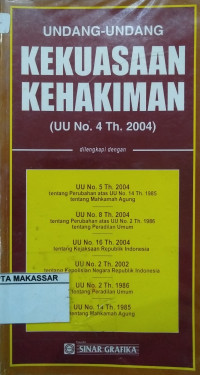 UNDANG-UNDANG
KEKUASAAN
KEHAKIMAN
(UU No. 4 Th. 2004)
dilengkapi dengan
UU No. 5 Th. 2004
tentang Perubahan atas UU No. 14 Th. 1985
tentang Mahkamah Agung
UU No. 8 Th. 2004
tentang Perubahan atas UU No. 2 Th. 1986
tentang Peradilan Umum
UU No. 16 Th. 2004
tentang Kejaksaan Republik Indonesia
UU No. 2 Th. 2002
tentang Kepolisian Negara Republik Indonesia
UU No. 2 Th. 1986
tentang Peradilan Umum
UU No. 14 Th. 1985
tentang Mahkamah Agung
TA MAKASSAR
SINAR GRAFIKA